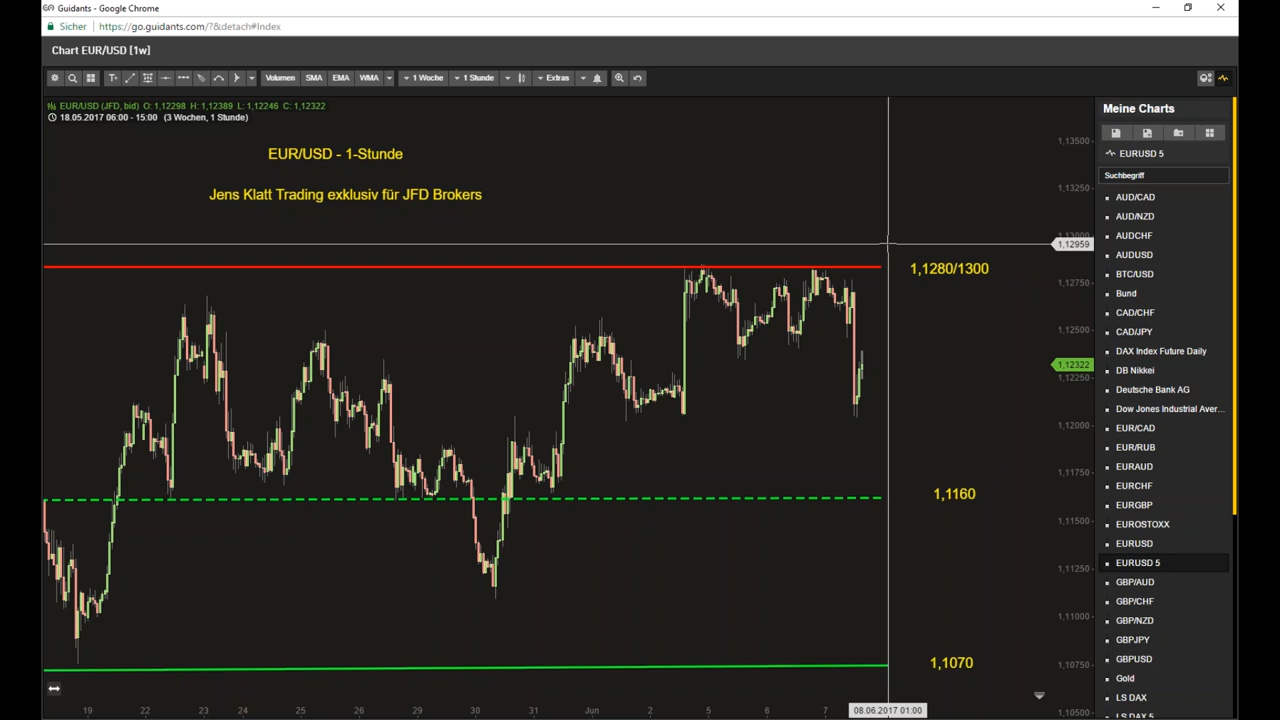 Guidants - Google Chrome
Sicher https://go.guidants.com/?&detach#Index
Chart EUR/USD [1w]
T+ Volumen SMA EMA WMA 1 Woche 1 Stunde Extras
EUR/USD (JFD, bid) O: 1,12298 H: 1,12389 L: 1,12246 C: 1,12322
18.05.2017 06:00 - 15:00 (3 Wochen, 1 Stunde)
EUR/USD - 1-Stunde
Jens Klatt Trading exklusiv für JFD Brokers
1,1280/1300
1,1160
1,1070
1,13500
1,13250
1,13000
1,12959
1,12750
1,12500
1,12322
1,12250
1,12000
1,11750
1,11500
1,11250
1,11000
1,10750
1,10500
19 22 23 24 25 26 29 30 31 Jun 2 5 6 7 08.06.2017 01:00
Meine Charts
EURUSD 5
Suchbegriff
AUD/CAD
AUD/NZD
AUDCHF
AUDUSD
BTC/USD
Bund
CAD/CHF
CAD/JPY
DAX Index Future Daily
DB Nikkei
Deutsche Bank AG
Dow Jones Industrial Aver...
EUR/CAD
EUR/RUB
EURAUD
EURCHF
EURGBP
EUROSTOXX
EURUSD
EURUSD 5
GBP/AUD
GBP/CHF
GBP/NZD
GBPJPY
GBPUSD
Gold
LS DAX
LS DAX 5